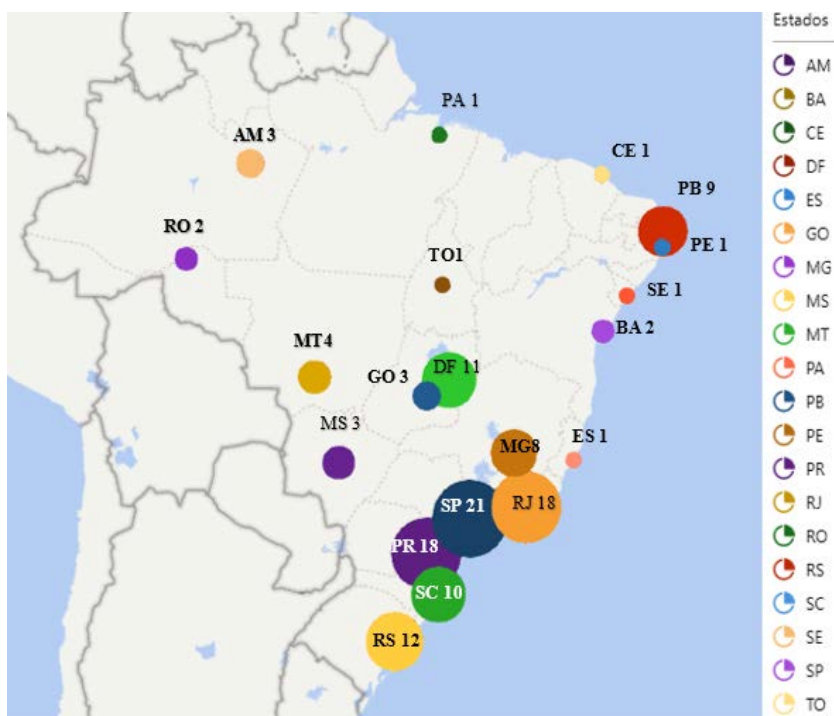 PA 1
AM 3
CE 1
PB 9
RO 2
PE 1
TO1
SE 1
BA 2
MT4
DF 11
GO 3
MS 3
ES 1
MG8
SP 21
RJ 18
PR 18
SC 10
RS 12
Estados
AM
BA
CE
DF
ES
GO
MG
MS
MT
PA
PB
PE
PR
RJ
RO
RS
SC
SE
SP
TO